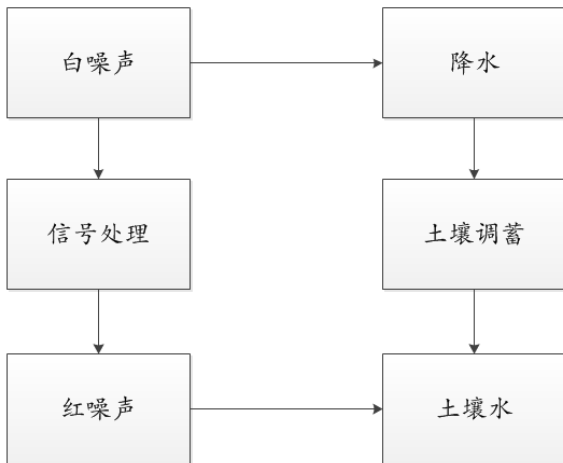 白噪声
降水
信号处理
土壤调蓄
红噪声
土壤水